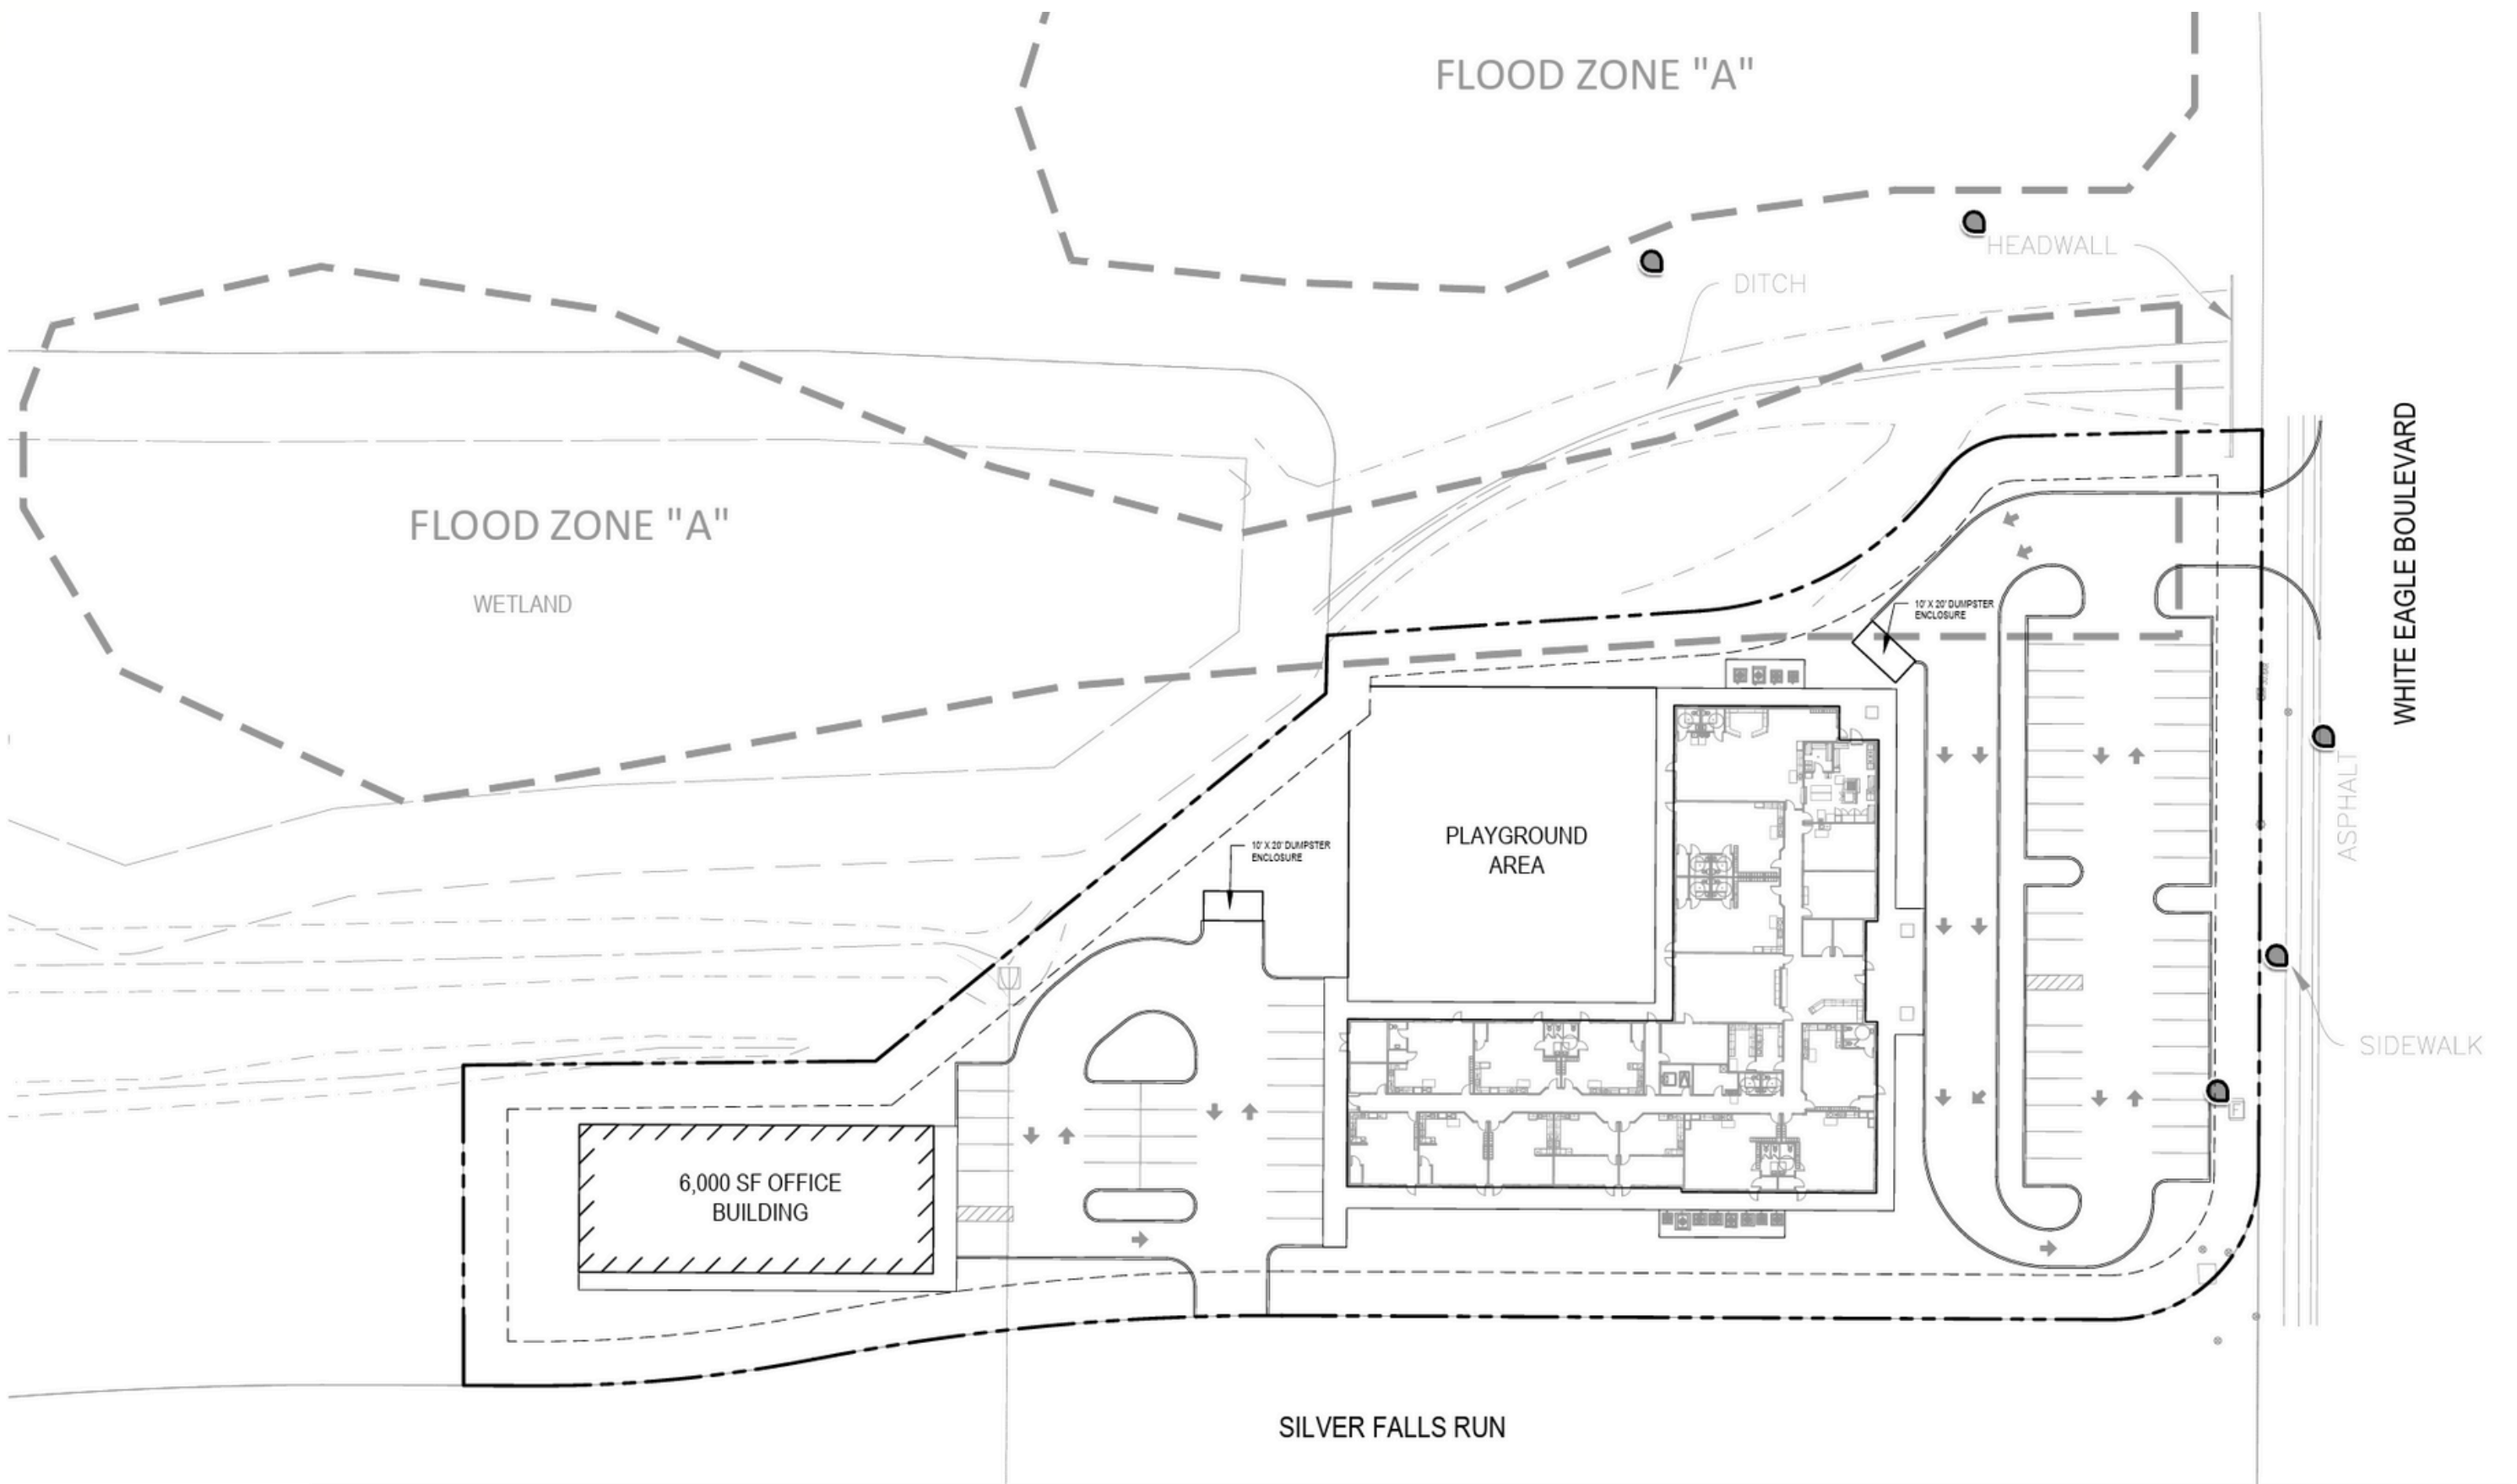 FLOOD ZONE "A"
HEADWALL
DITCH
FLOOD ZONE "A"
WETLAND
WHITE EAGLE BOULEVARD
10' X 20' DUMPSTER
ENCLOSURE
ASPHALT
PLAYGROUND
AREA
10' X 20' DUMPSTER
ENCLOSURE
SIDEWALK
6,000 SF OFFICE
BUILDING
SILVER FALLS RUN